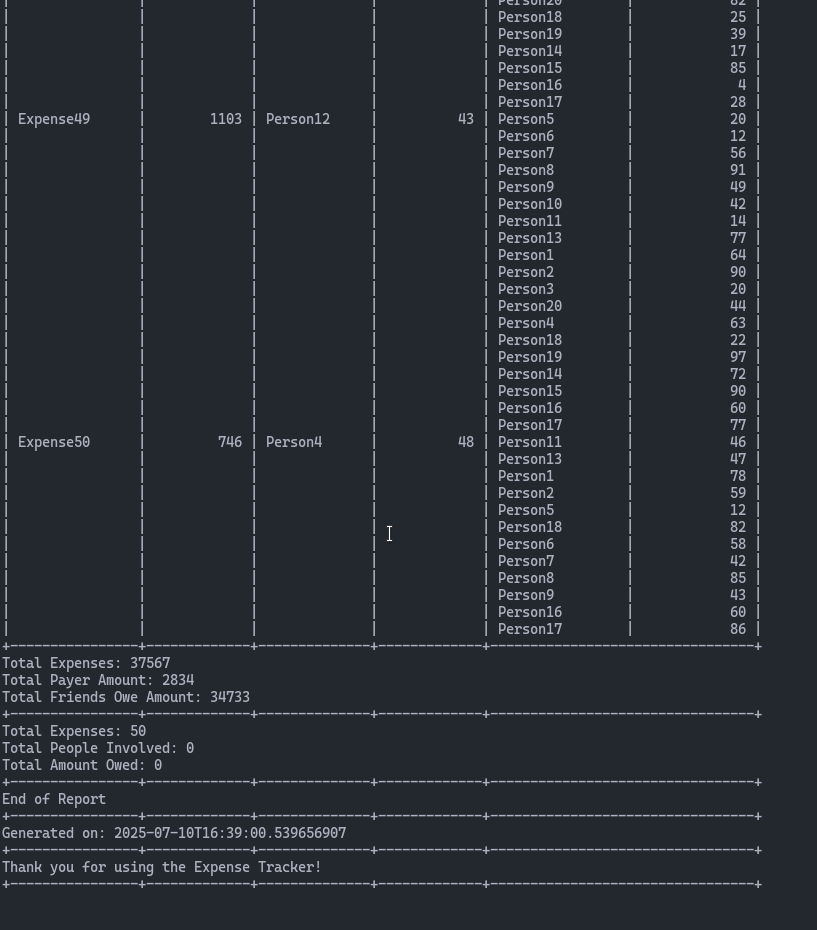 | | | | | Person20 | 82 |
| | | | | Person18 | 25 |
| | | | | Person19 | 39 |
| | | | | Person14 | 17 |
| | | | | Person15 | 85 |
| | | | | Person16 | 4 |
| | | | | Person17 | 28 |
| Expense49 | 1103 | Person12 | 43 | Person5 | 20 |
| | | | | Person6 | 12 |
| | | | | Person7 | 56 |
| | | | | Person8 | 91 |
| | | | | Person9 | 49 |
| | | | | Person10 | 42 |
| | | | | Person11 | 14 |
| | | | | Person13 | 77 |
| | | | | Person1 | 64 |
| | | | | Person2 | 90 |
| | | | | Person3 | 20 |
| | | | | Person20 | 44 |
| | | | | Person4 | 63 |
| | | | | Person18 | 22 |
| | | | | Person19 | 97 |
| | | | | Person14 | 72 |
| | | | | Person15 | 90 |
| | | | | Person16 | 60 |
| | | | | Person17 | 77 |
| Expense50 | 746 | Person4 | 48 | Person11 | 46 |
| | | | | Person13 | 47 |
| | | | | Person1 | 78 |
| | | | | Person2 | 59 |
| | | | | Person5 | 12 |
| | | | | Person18 | 82 |
| | | | | Person6 | 58 |
| | | | | Person7 | 42 |
| | | | | Person8 | 85 |
| | | | | Person9 | 43 |
| | | | | Person16 | 60 |
| | | | | Person17 | 86 |
+----------------+-------------+--------------+-------------+---------------------------------+
Total Expenses: 37567
Total Payer Amount: 2834
Total Friends Owe Amount: 34733
+----------------+-------------+--------------+-------------+---------------------------------+
Total Expenses: 50
Total People Involved: 0
Total Amount Owed: 0
+----------------+-------------+--------------+-------------+---------------------------------+
End of Report
+----------------+-------------+--------------+-------------+---------------------------------+
Generated on: 2025-07-10T16:39:00.539656907
+----------------+-------------+--------------+-------------+---------------------------------+
Thank you for using the Expense Tracker!
+----------------+-------------+--------------+-------------+---------------------------------+